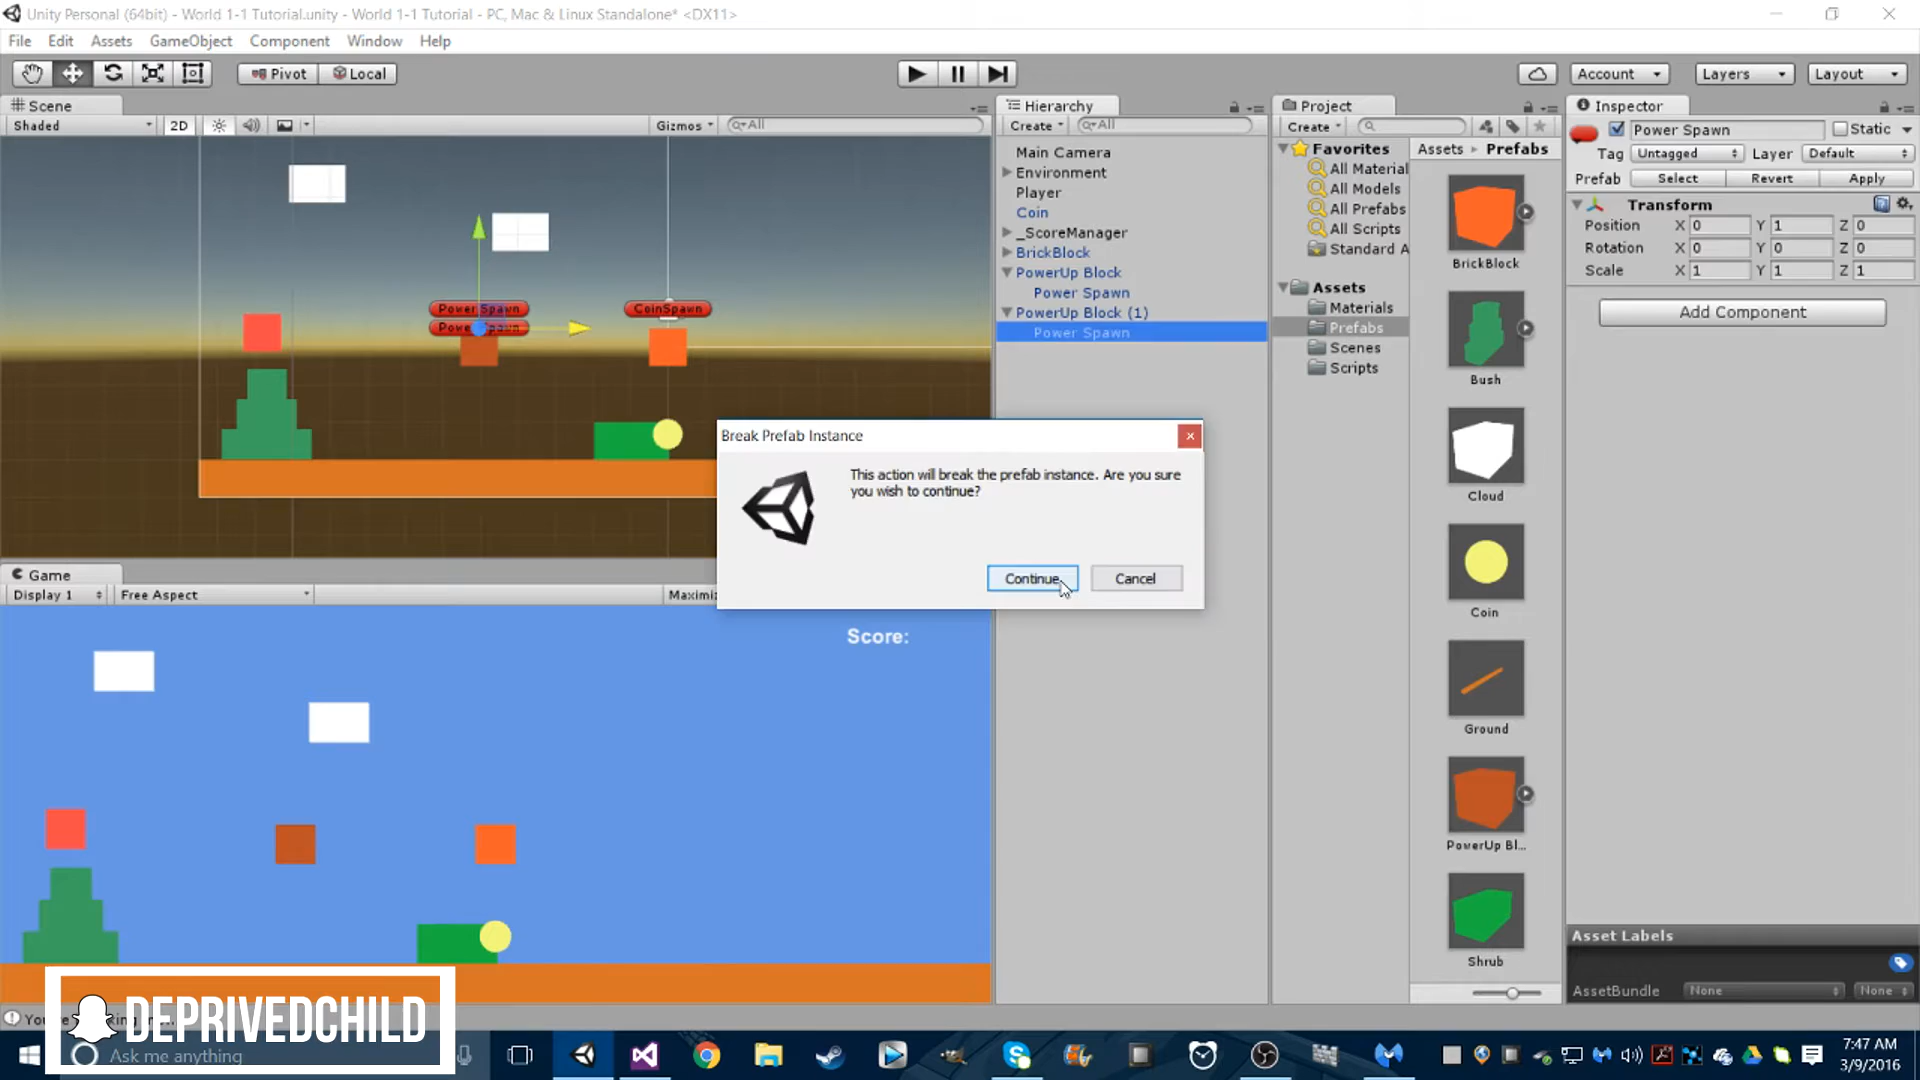 Unity Personal (64bit) - World 1-1 Tutorial.unity - World 1-1 Tutorial - PC, Mac & Linux Standalone* <DX11>
File Edit Assets GameObject Component Window Help
Pivot Local Account Layers Layout
Scene
Shaded 2D Gizmos All
Power Spawn
CoinSpawn
Power Spawn
Hierarchy
Create All
Main Camera
Environment
Player
Coin
_ScoreManager
BrickBlock
PowerUp Block
Power Spawn
PowerUp Block (1)
Power Spawn
Project
Create
Favorites
All Material
All Models
All Prefabs
All Scripts
Standard A
Assets
Materials
Prefabs
Scenes
Scripts
Assets Prefabs
BrickBlock
Bush
Cloud
Coin
Ground
PowerUp Bl...
Shrub
Inspector
Power Spawn Static
Tag Untagged Layer Default
Prefab Select Revert Apply
Transform
Position X 0 Y 1 Z 0
Rotation X 0 Y 0 Z 0
Scale X 1 Y 1 Z 1
Add Component
Asset Labels
AssetBundle None None
Break Prefab Instance
This action will break the prefab instance. Are you sure
you wish to continue?
Continue Cancel
Game
Display 1 Free Aspect Maximi
Score:
DEPRIVEDCHILD
Ask me anything
7:47 AM
3/9/2016